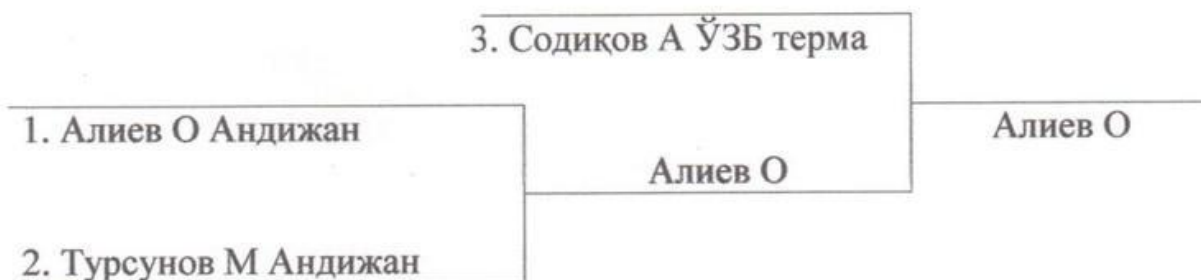 3. Содиқов А ЎЗБ терма
1. Алиев О Андижан
Алиев О
Алиев О
2. Турсунов М Андижан